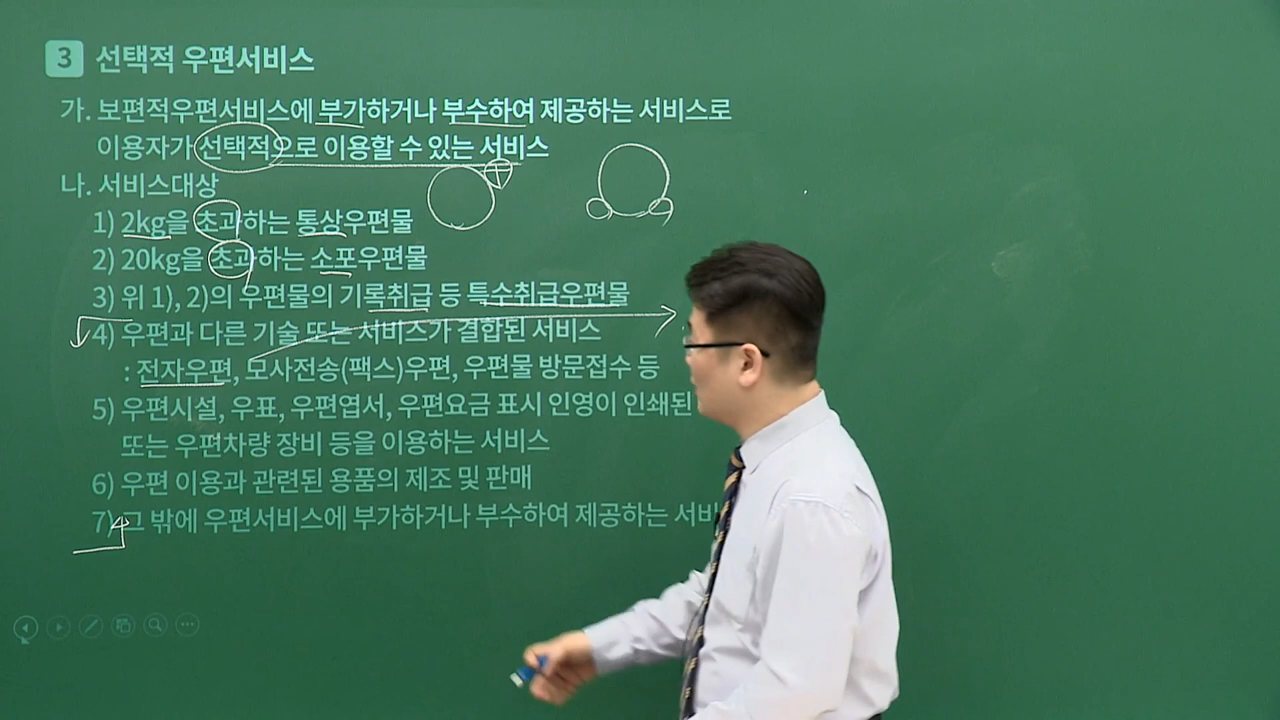 3 선택적 우편서비스
가. 보편적우편서비스에 부가하거나 부수하여 제공하는 서비스로
이용자가 선택적으로 이용할 수 있는 서비스
나. 서비스대상
1) 2kg을 초과하는 통상우편물
2) 20kg을 초과하는 소포우편물
3) 위 1), 2)의 우편물의 기록취급 등 특수취급우편물
4) 우편과 다른 기술 또는 서비스가 결합된 서비스
: 전자우편, 모사전송(팩스)우편, 우편물 방문접수 등
5) 우편시설, 우표, 우편엽서, 우편요금 표시 인영이 인쇄된
또는 우편차량 장비 등을 이용하는 서비스
6) 우편 이용과 관련된 용품의 제조 및 판매
7) 그 밖에 우편서비스에 부가하거나 부수하여 제공하는 서비